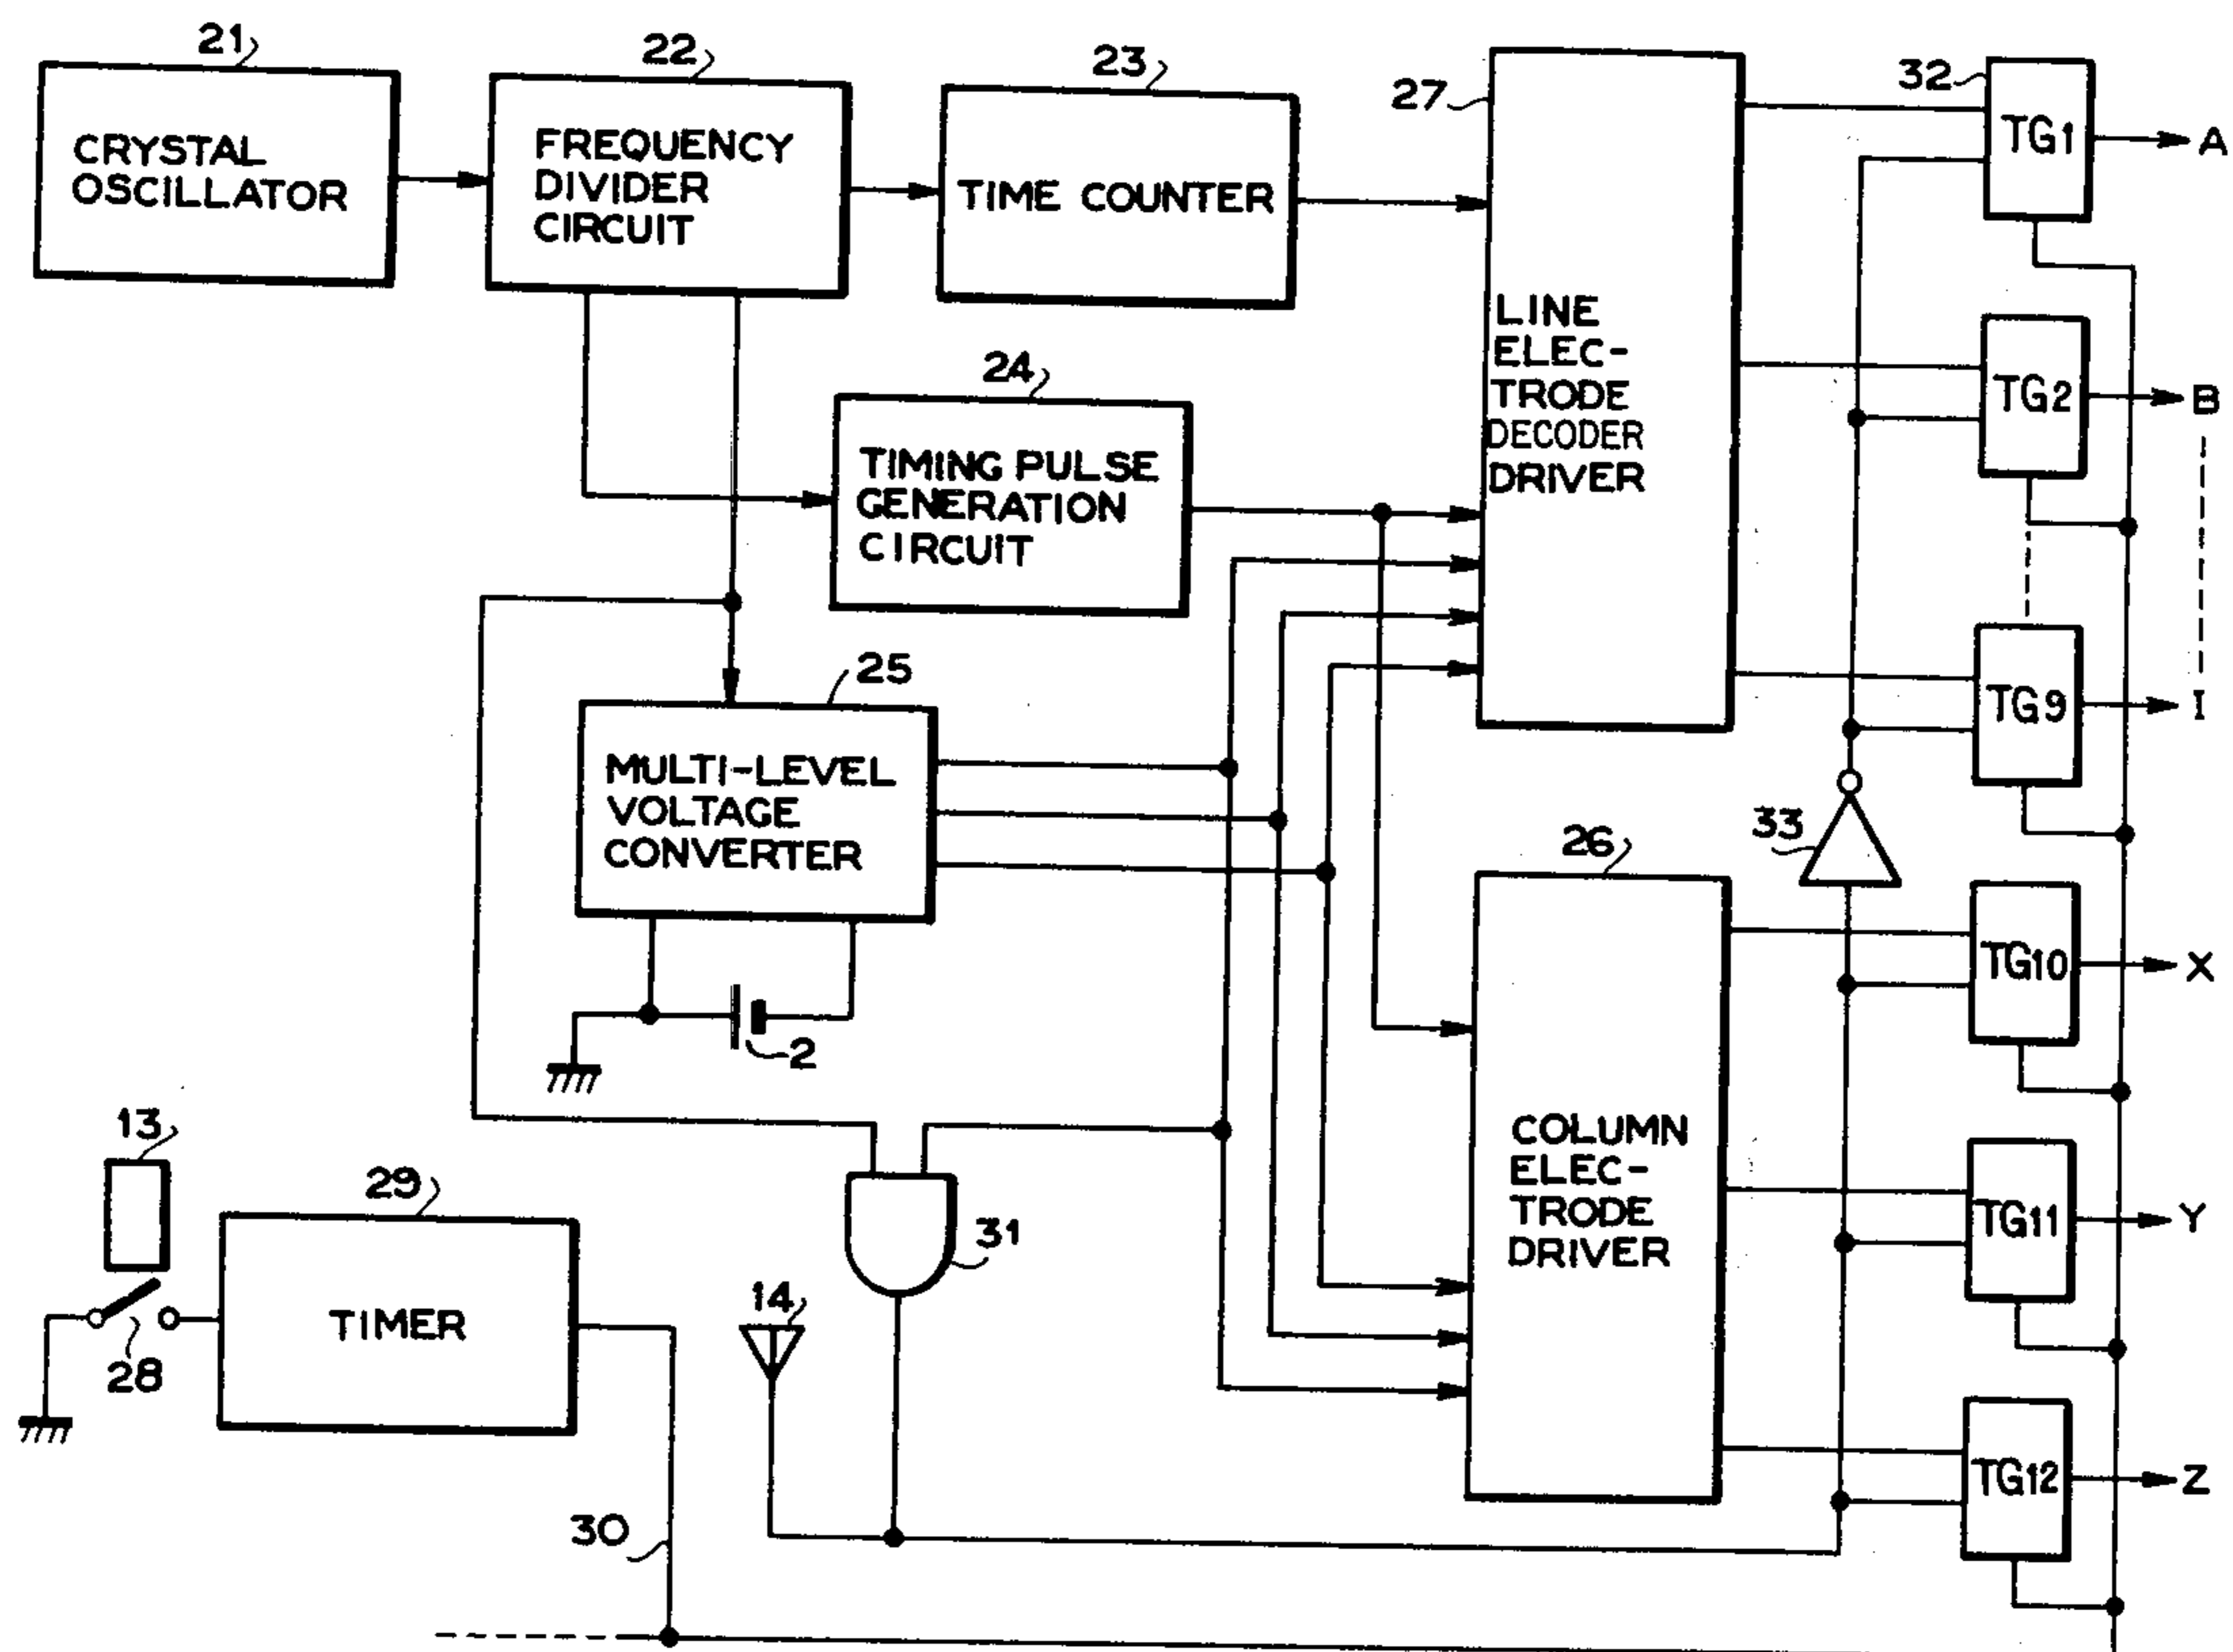 21
22
23
27
32
CRYSTAL
OSCILLATOR
FREQUENCY
DIVIDER
CIRCUIT
TIME COUNTER
TG1
A
24
LINE
ELEC-
TRODE
DECODER
DRIVER
TG2
B
TIMING PULSE
GENERATION
CIRCUIT
25
TG9
I
MULTI-LEVEL
VOLTAGE
CONVERTER
33
26
TG10
X
2
13
29
31
COLUMN
ELEC-
TRODE
DRIVER
TG11
Y
14
TIMER
28
TG12
Z
30